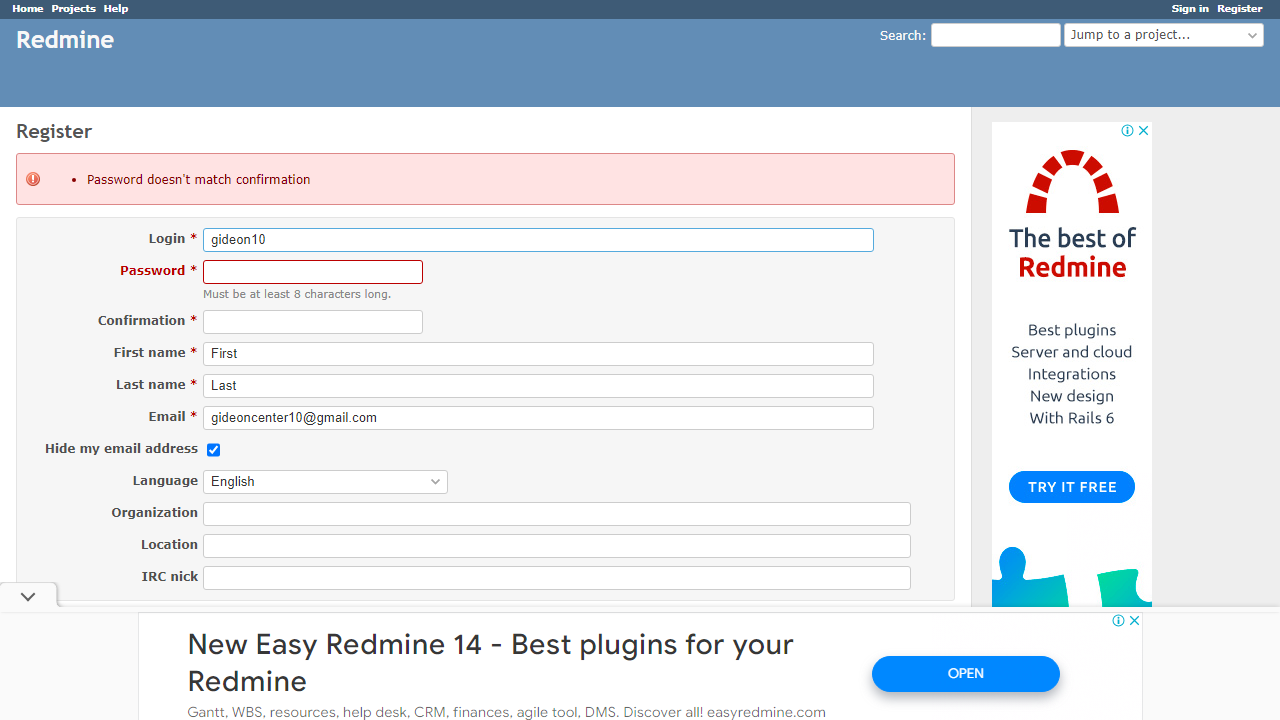 Home Projects Help
Sign in Register
Redmine
Search:
Jump to a project...
Register
• Password doesn't match confirmation
Login * gideon10
Password *
Must be at least 8 characters long.
Confirmation *
First name * First
Last name * Last
Email * gideoncenter10@gmail.com
Hide my email address
Language English
Organization
Location
IRC nick
The best of
Redmine
Best plugins
Server and cloud
Integrations
New design
With Rails 6
TRY IT FREE
New Easy Redmine 14 - Best plugins for your
Redmine
Gantt, WBS, resources, help desk, CRM, finances, agile tool, DMS. Discover all! easyredmine.com
OPEN